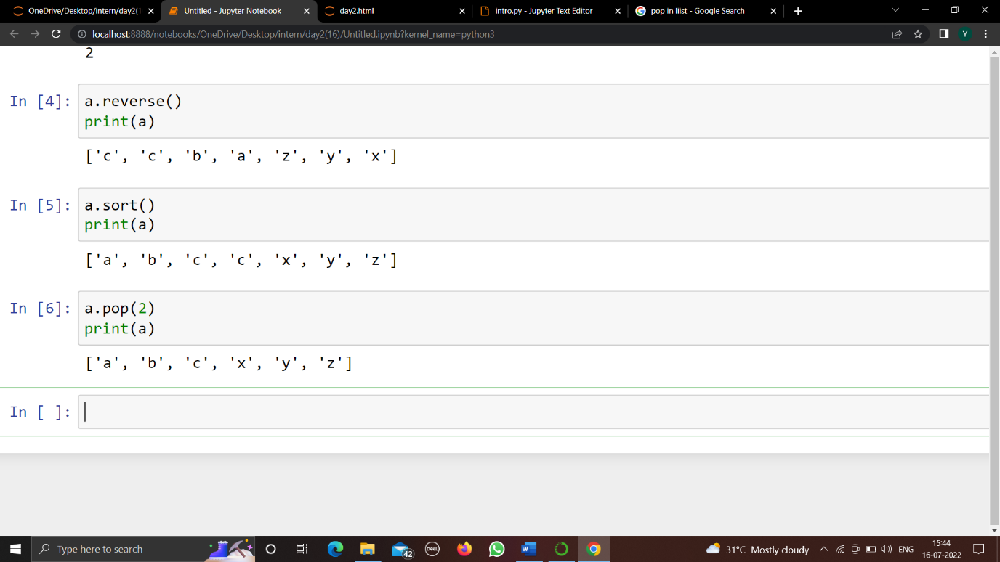 OneDrive/Desktop/intern/day2(1
Untitled - Jupyter Notebook
day2.html
intro.py - Jupyter Text Editor
pop in liist - Google Search
localhost:8888/notebooks/OneDrive/Desktop/intern/day2(16)/Untitled.ipynb?kernel_name=python3
Y
2
In [4]: a.reverse()
print(a)
['c', 'c', 'b', 'a', 'z', 'y', 'x']
In [5]: a.sort()
print(a)
['a', 'b', 'c', 'c', 'x', 'y', 'z']
In [6]: a.pop(2)
print(a)
['a', 'b', 'c', 'x', 'y', 'z']
In [ ]:
Type here to search
42
DELL
W
31°C Mostly cloudy
ENG
15:44
16-07-2022